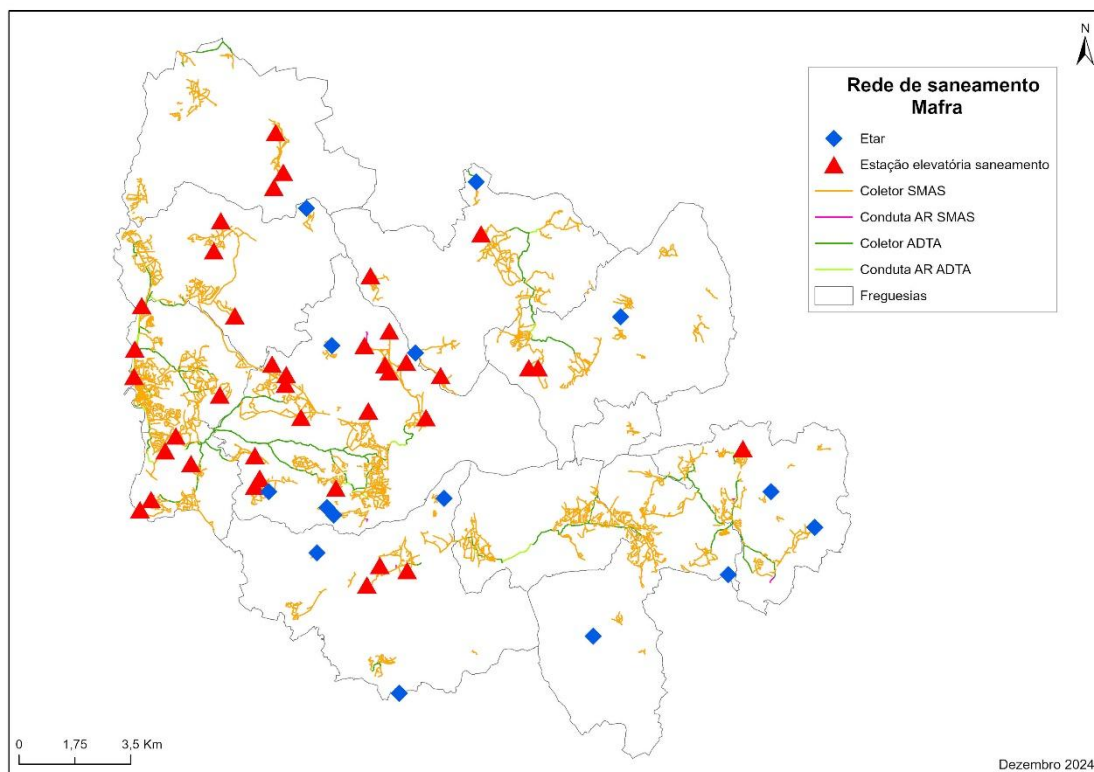 N
Rede de saneamento
Mafra
Etar
Estação elevatória saneamento
Coletor SMAS
Conduta AR SMAS
Coletor ADTA
Conduta AR ADTA
Freguesias
0 1,75 3,5 Km
Dezembro 2024